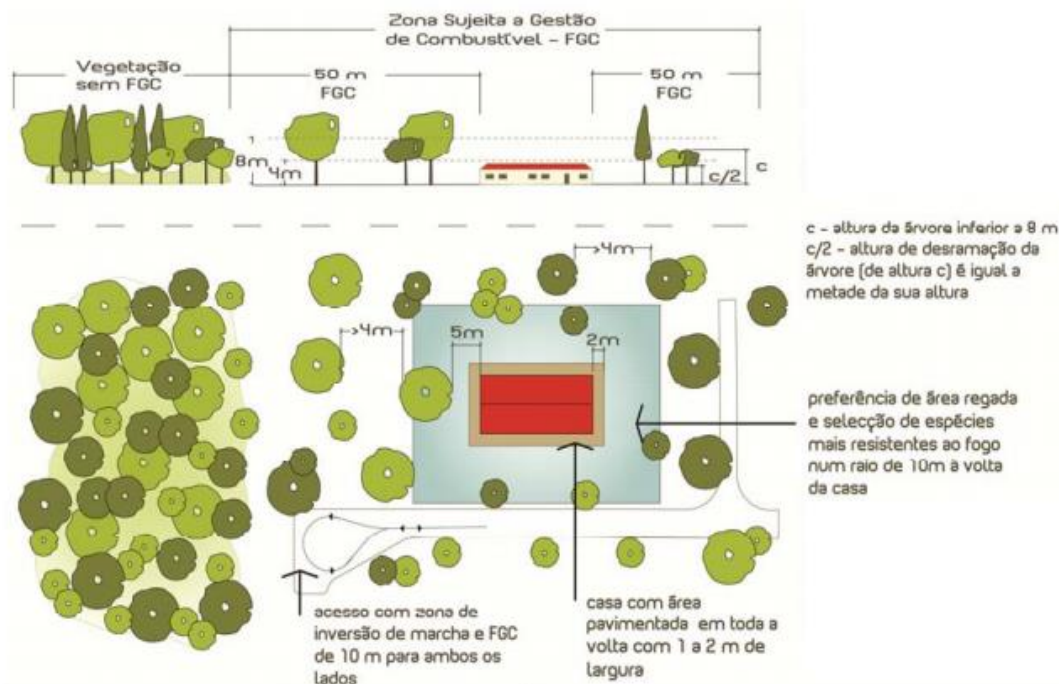 Zona Sujeita a Gestão
de Combustível - FGC
Vegetação
sem FGC
50 m
FGC
50 m
FGC
8m
4m
c/2
c
c - altura da árvore inferior a 8 m
c/2 - altura de desramação da
árvore (de altura c) é igual a
metade da sua altura
>4m
>4m
5m
2m
preferência de área regada
e selecção de espécies
mais resistentes ao fogo
num raio de 10m à volta
da casa
acesso com zona de
inversão de marcha e FGC
de 10 m para ambos os
lados
casa com área
pavimentada em toda a
volta com 1 a 2 m de
largura